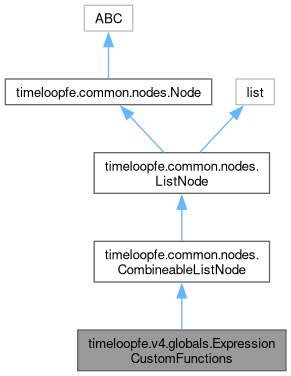 ABC
timeloopfe.common.nodes.Node
list
timeloopfe.common.nodes.
ListNode
timeloopfe.common.nodes.
CombineableListNode
timeloopfe.v4.globals.Expression
CustomFunctions